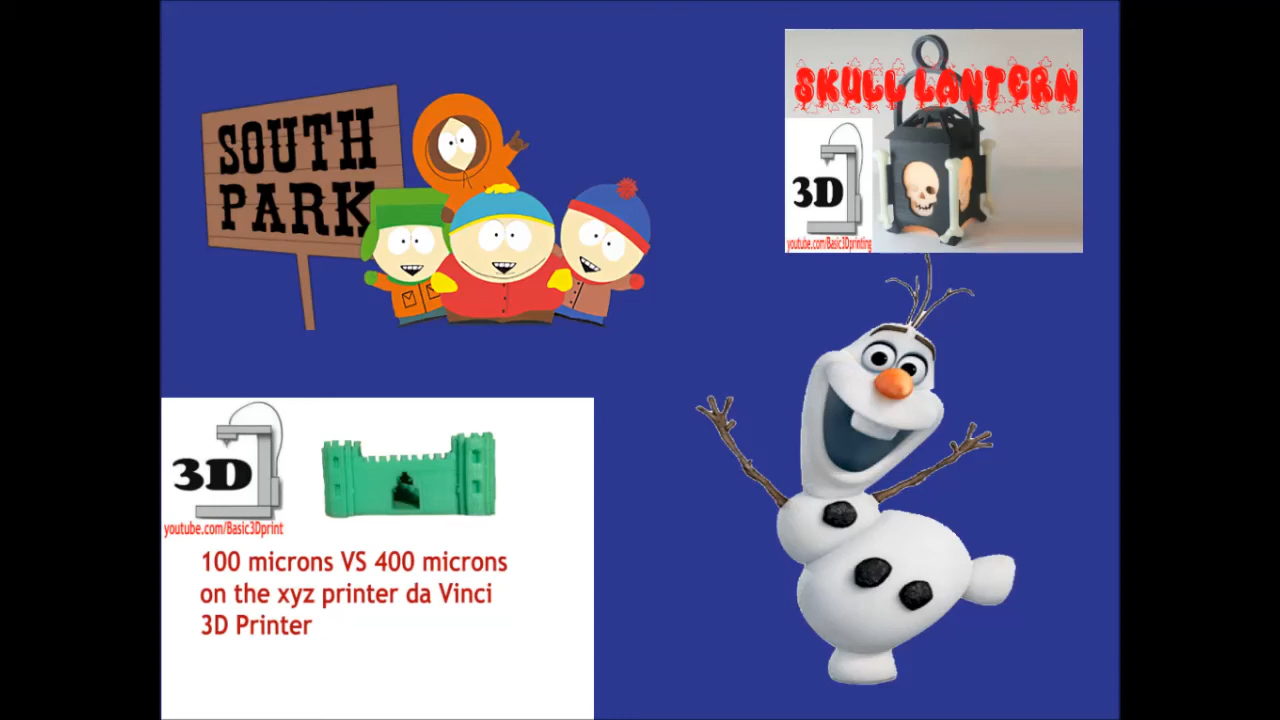 SOUTH
PARK
SKULL LANTERN
3D
youtube.com/Basic3Dprinting
3D
youtube.com/Basic3Dprint
100 microns VS 400 microns
on the xyz printer da Vinci
3D Printer